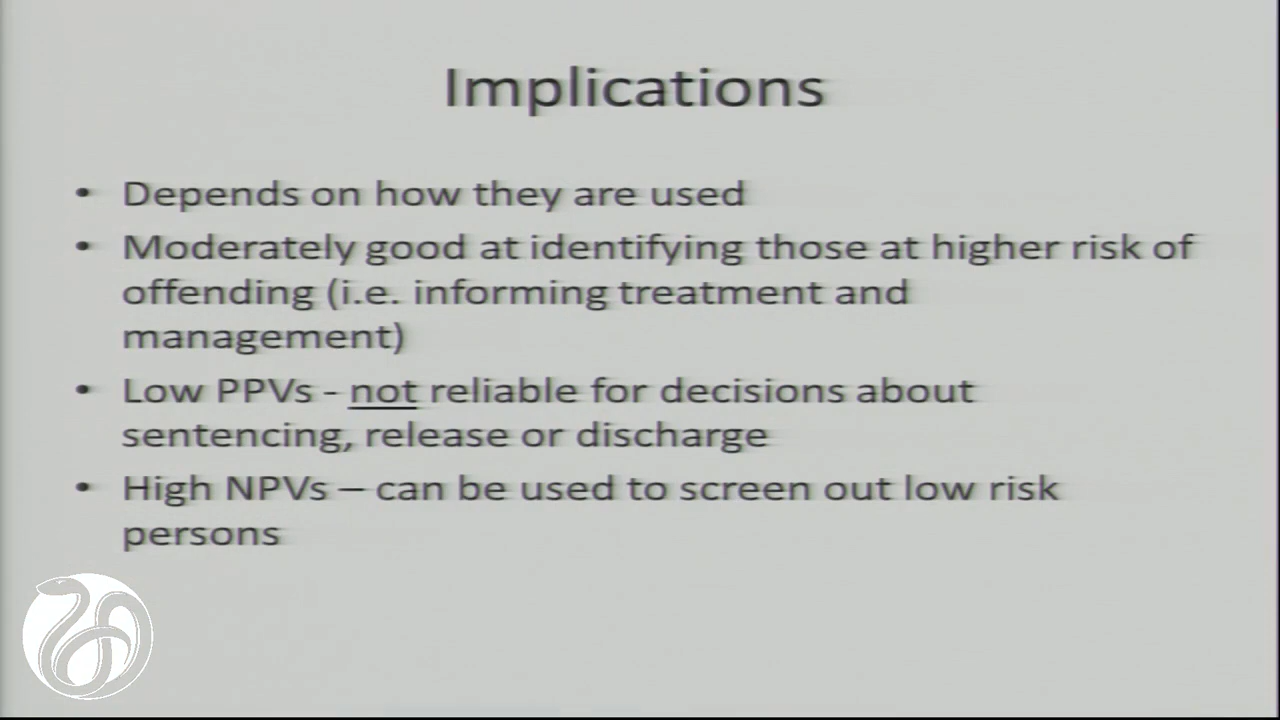 Implications
• Depends on how they are used
• Moderately good at identifying those at higher risk of
offending (i.e. informing treatment and
management)
• Low PPVs - not reliable for decisions about
sentencing, release or discharge
• High NPVs – can be used to screen out low risk
persons